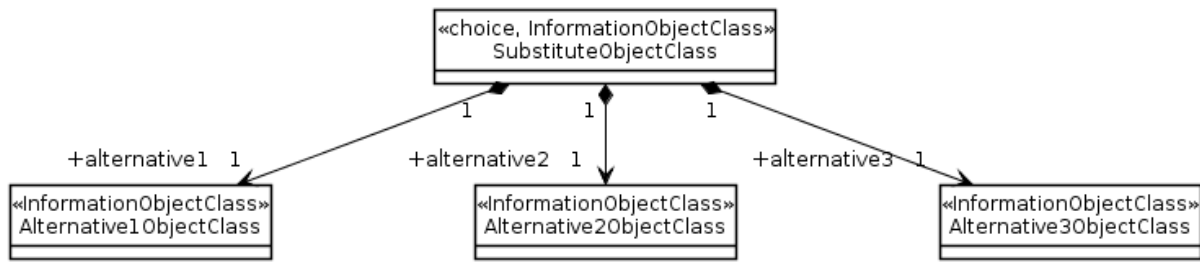 «choice, InformationObjectClass»
SubstituteObjectClass
1
1
1
+alternative1 1
+alternative2 1
+alternative3 1
«InformationObjectClass»
Alternative1ObjectClass
«InformationObjectClass»
Alternative2ObjectClass
«InformationObjectClass»
Alternative3ObjectClass